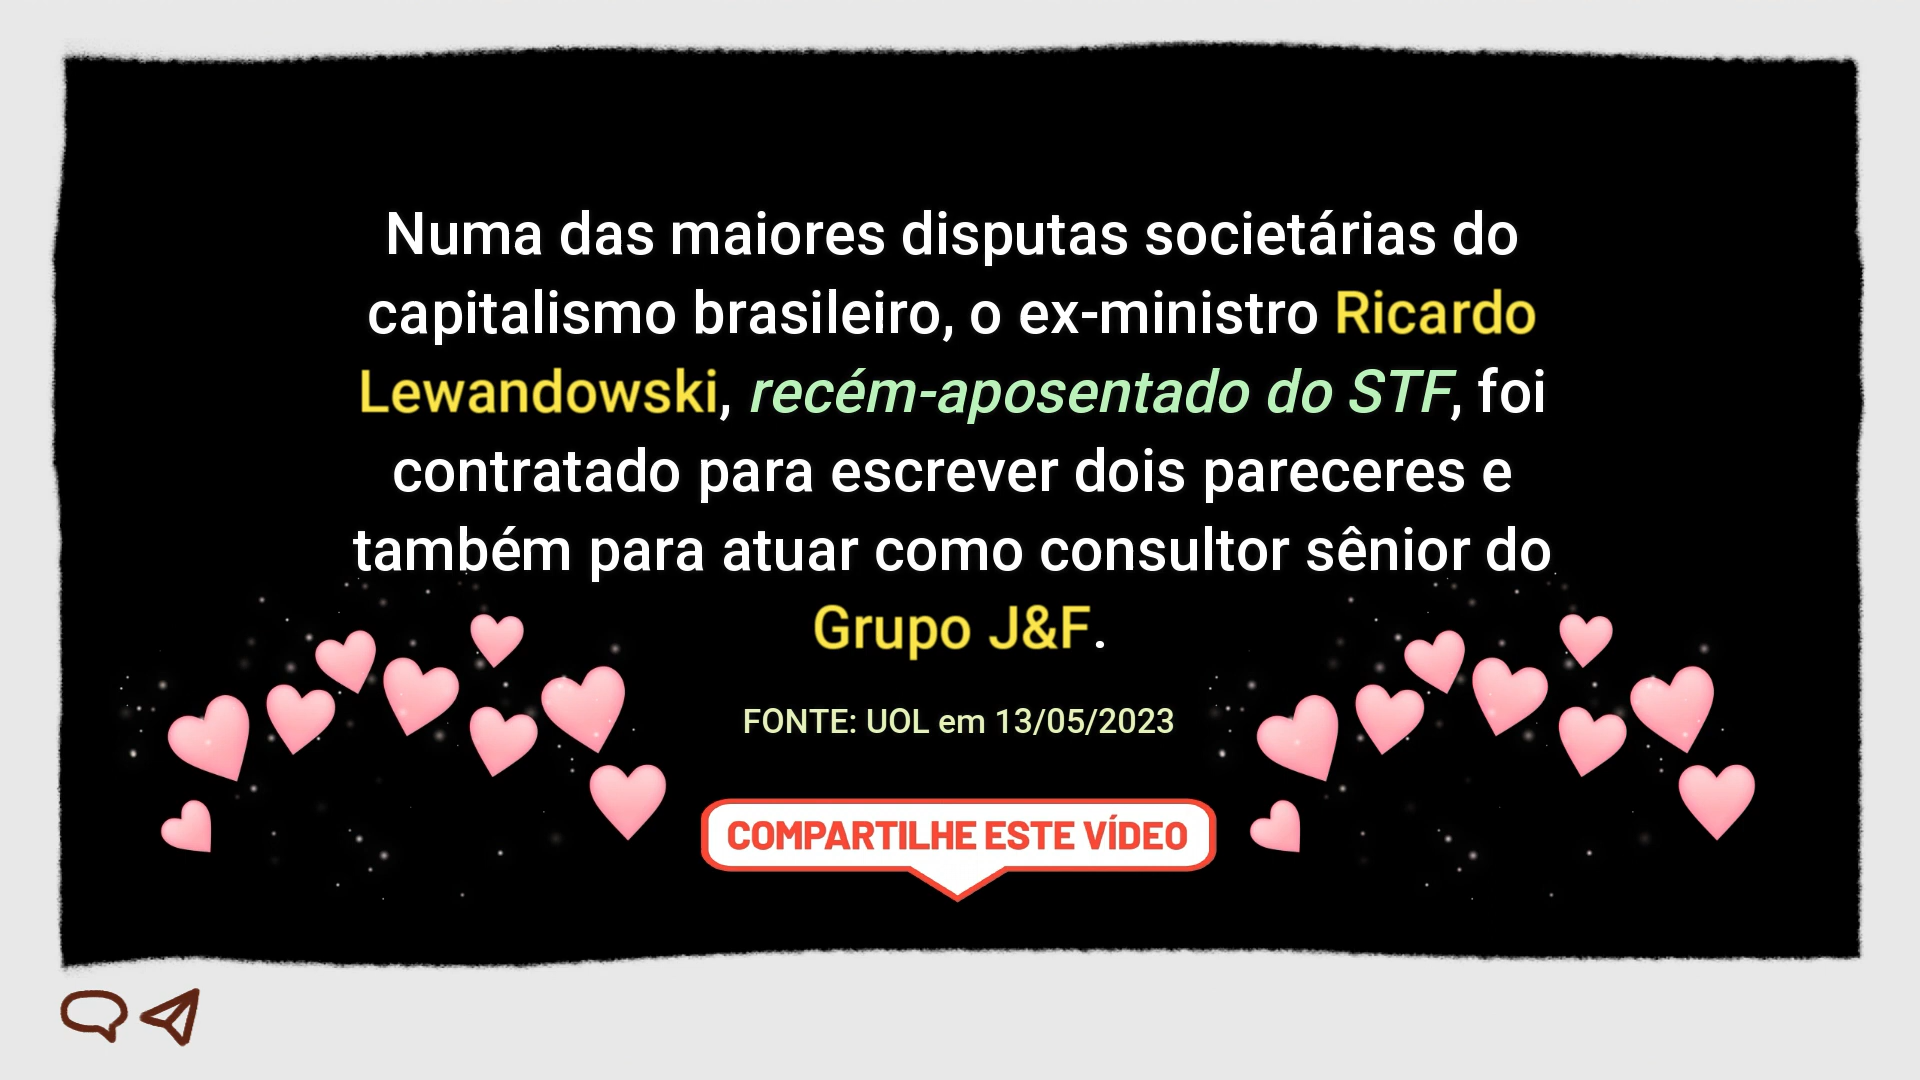 Numa das maiores disputas societárias do
capitalismo brasileiro, o ex-ministro Ricardo
Lewandowski, recém-aposentado do STF, foi
contratado para escrever dois pareceres e
também para atuar como consultor sênior do
Grupo J&F.
FONTE: UOL em 13/05/2023
COMPARTILHE ESTE VÍDEO